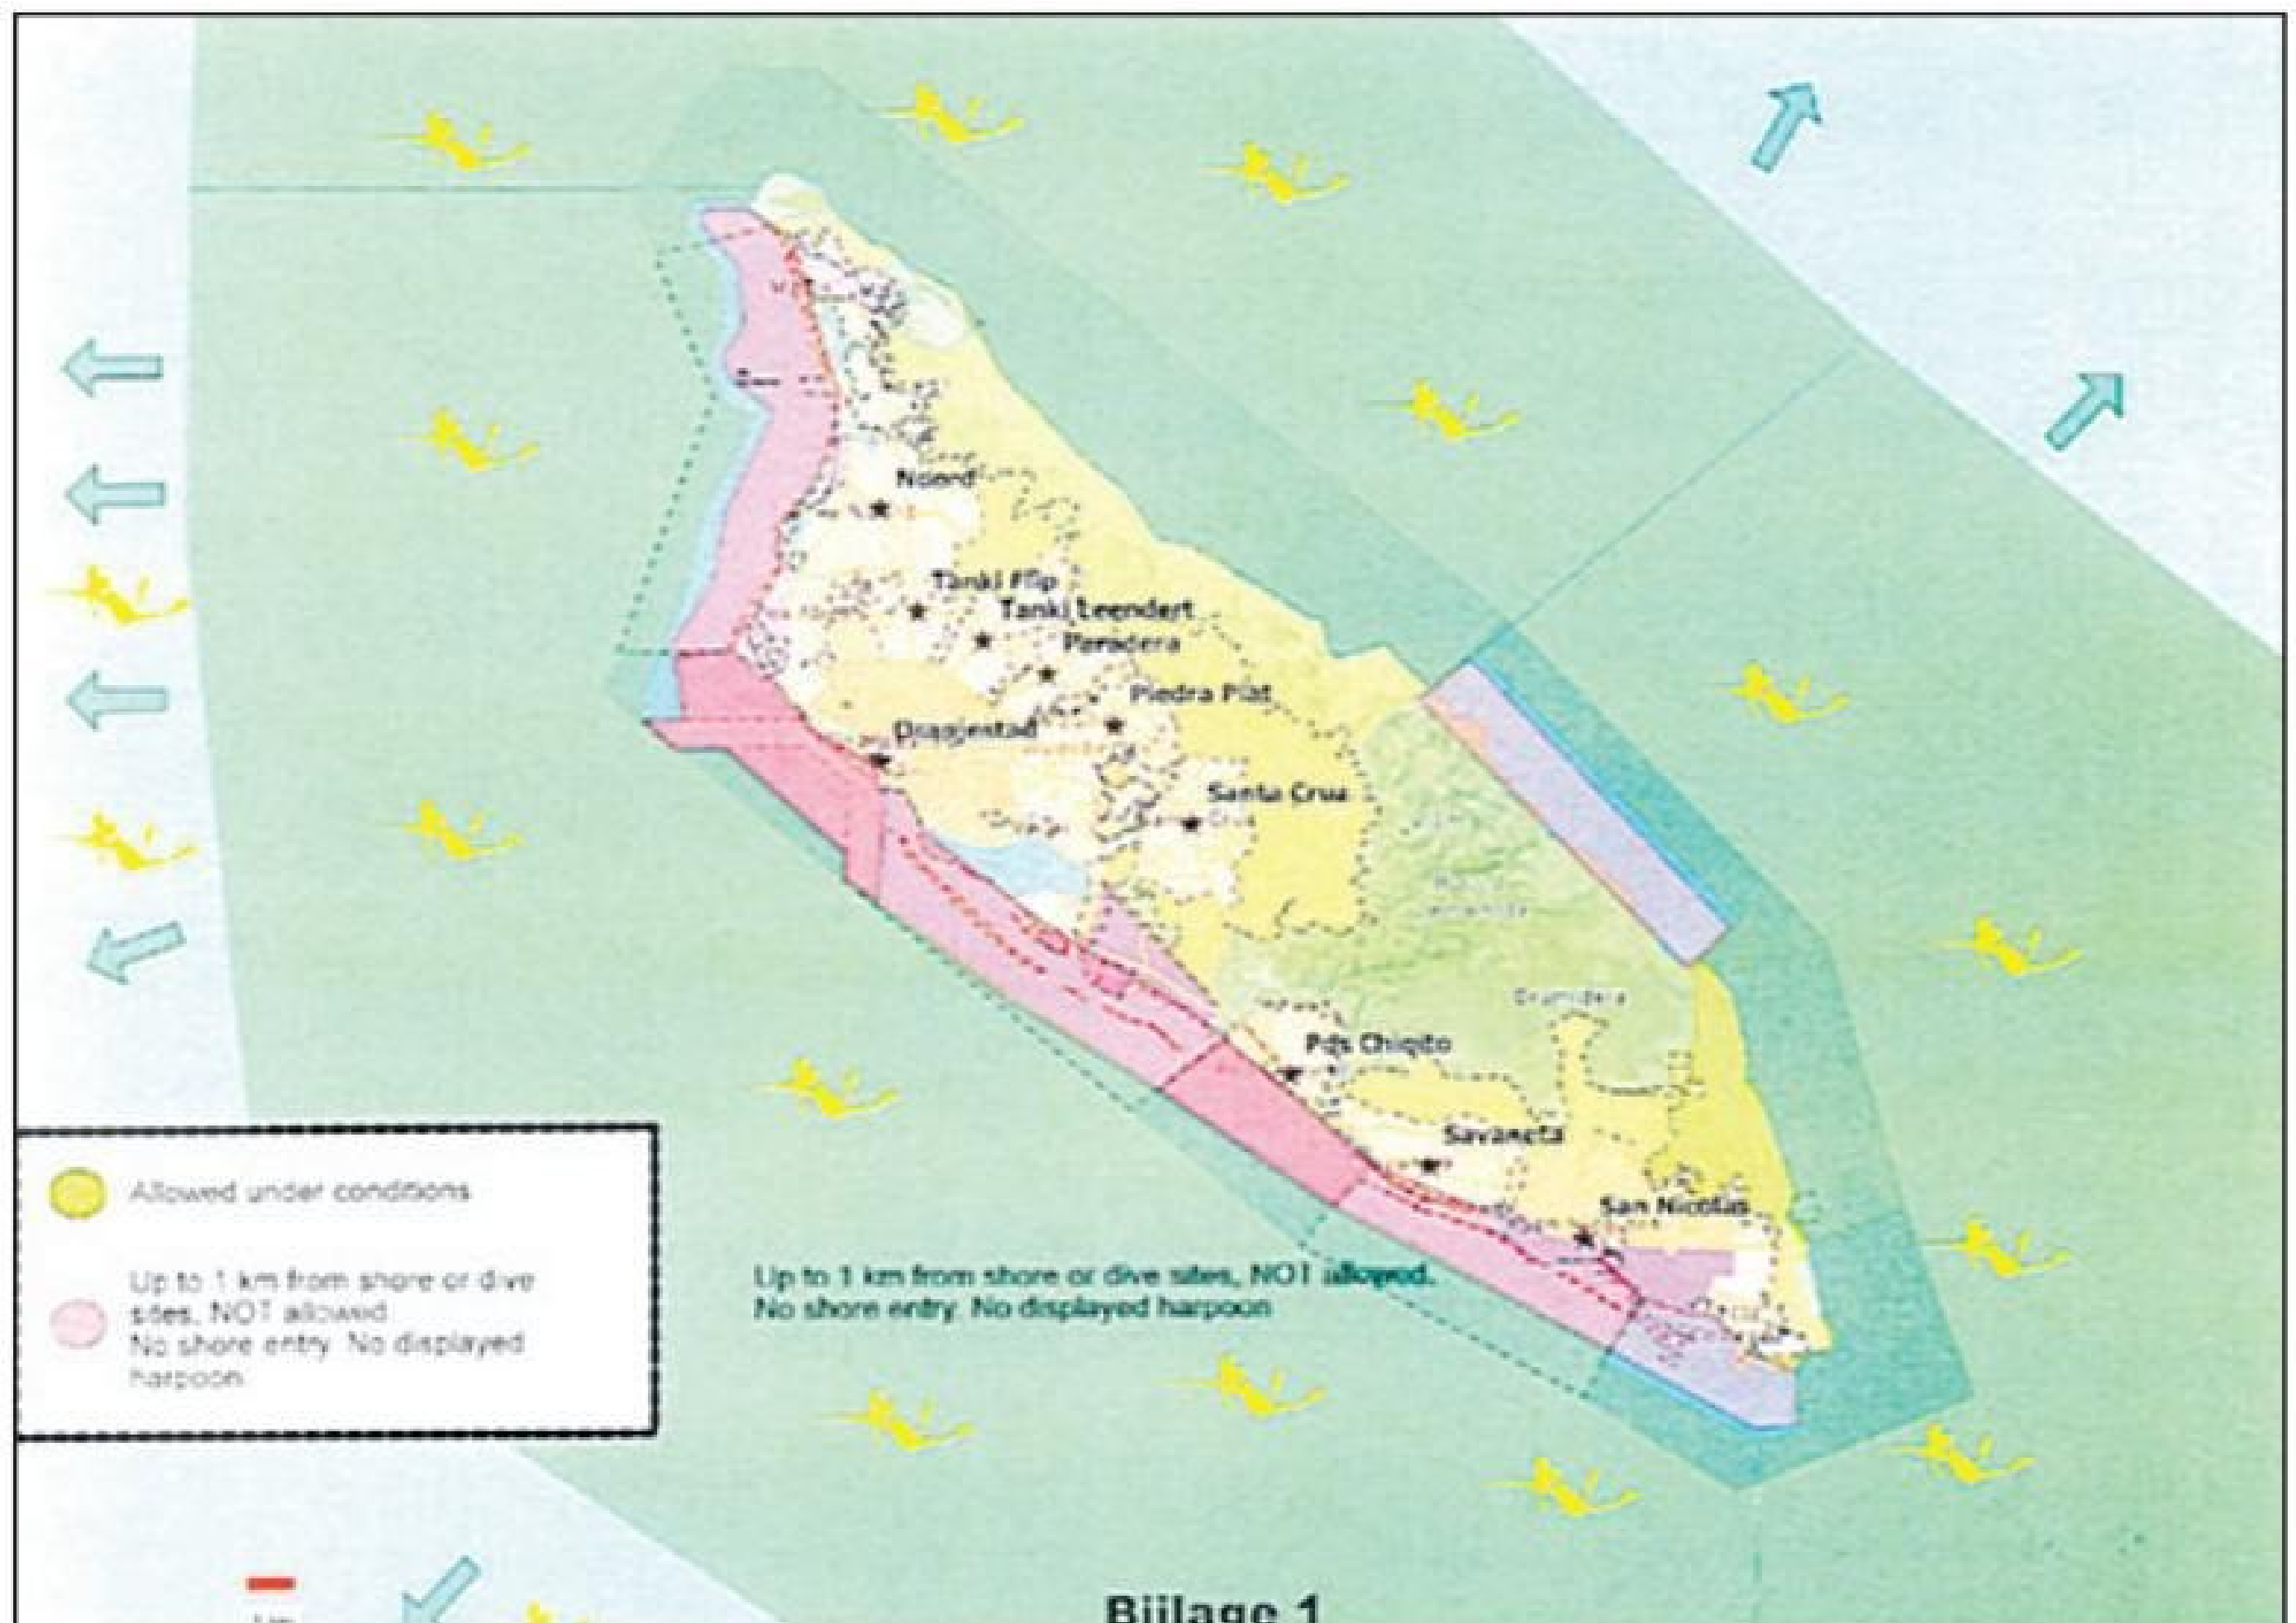 Noord
Tanki Flip
Tanki Leendert
Paradera
Piedra Plat
Oranjestad
Santa Cruz
Pos Chiqito
Savaneta
San Nicolas
Allowed under conditions
Up to 1 km from shore or dive
sites, NOT allowed
No shore entry. No displayed
harpoon
Up to 1 km from shore or dive sites, NOT allowed.
No shore entry. No displayed harpoon
Bijlage 1